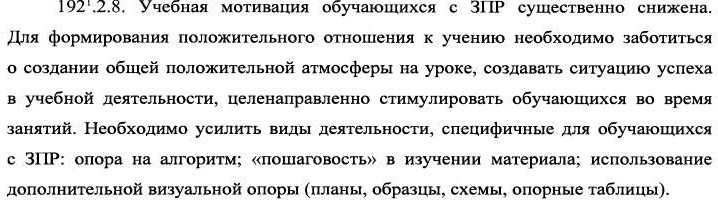 192¹.2.8. Учебная мотивация обучающихся с ЗПР существенно снижена.
Для формирования положительного отношения к учению необходимо заботиться
о создании общей положительной атмосферы на уроке, создавать ситуацию успеха
в учебной деятельности, целенаправленно стимулировать обучающихся во время
занятий. Необходимо усилить виды деятельности, специфичные для обучающихся
с ЗПР: опора на алгоритм; «пошаговость» в изучении материала; использование
дополнительной визуальной опоры (планы, образцы, схемы, опорные таблицы).